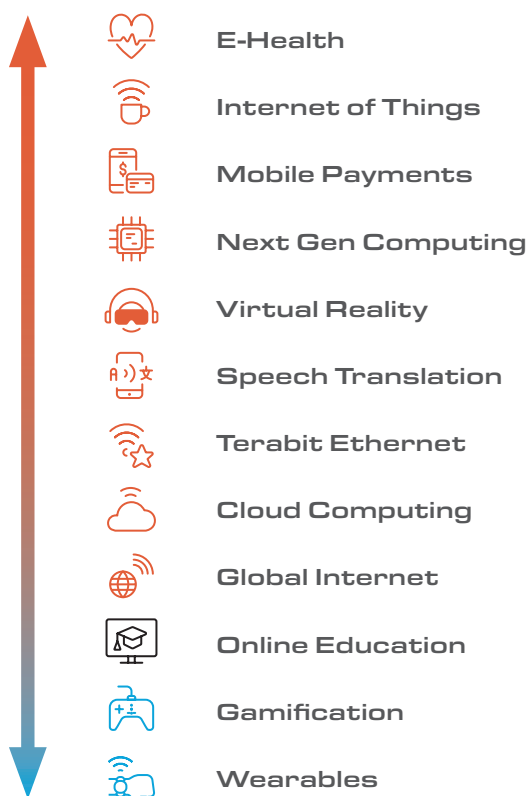 E-Health
Internet of Things
$
Mobile Payments
Next Gen Computing
Virtual Reality
A 文
Speech Translation
Terabit Ethernet
Cloud Computing
Global Internet
Online Education
Gamification
Wearables